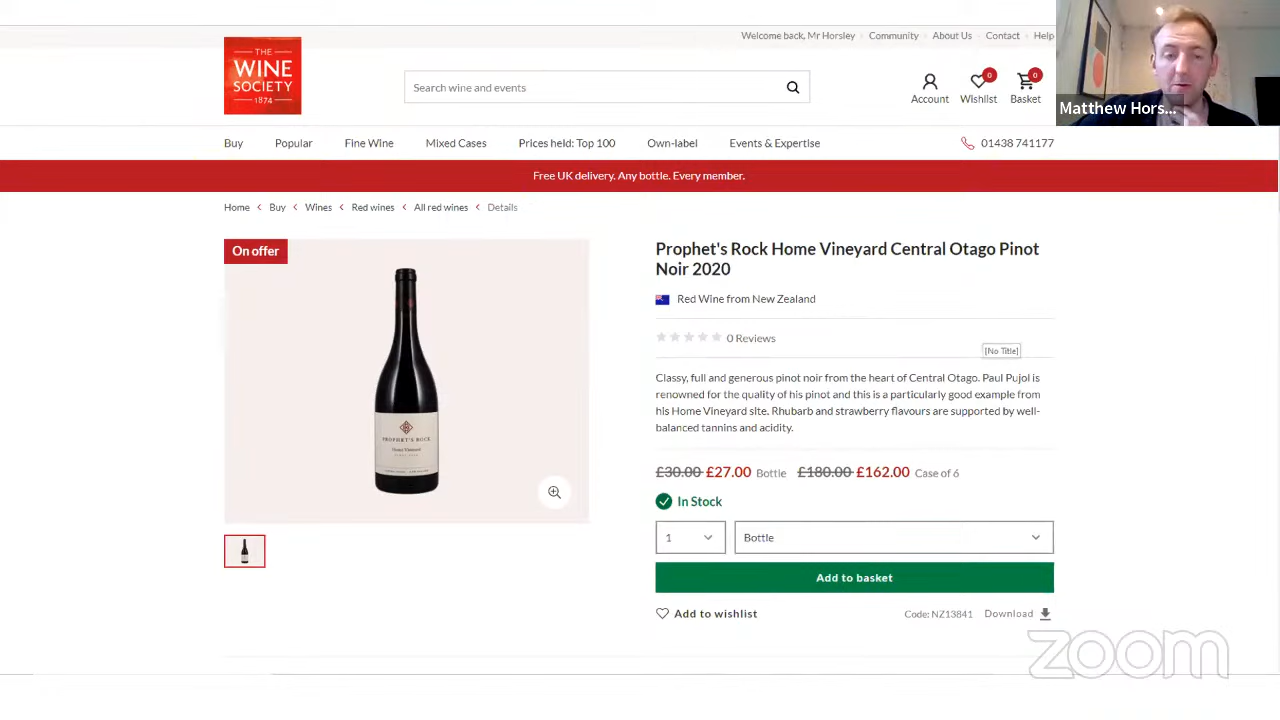 Welcome back, Mr Horsley
Community
About Us
Contact
Help
THE
WINE
SOCIETY
1874
Search wine and events
0
0
Account
Wishlist
Basket
Matthew Hors...
Buy
Popular
Fine Wine
Mixed Cases
Prices held: Top 100
Own-label
Events & Expertise
01438 741177
Free UK delivery. Any bottle. Every member.
Home
Buy
Wines
Red wines
All red wines
Details
On offer
Prophet's Rock Home Vineyard Central Otago Pinot
Noir 2020
Red Wine from New Zealand
0 Reviews
[No Title]
Classy, full and generous pinot noir from the heart of Central Otago. Paul Pujol is
renowned for the quality of his pinot and this is a particularly good example from
his Home Vineyard site. Rhubarb and strawberry flavours are supported by well-
balanced tannins and acidity.
PROPHET'S ROCK
Home Vineyard
PINOT NOIR
£30.00 £27.00 Bottle £180.00 £162.00 Case of 6
In Stock
1
Bottle
Add to basket
Add to wishlist
Code: NZ13841
Download
zoom